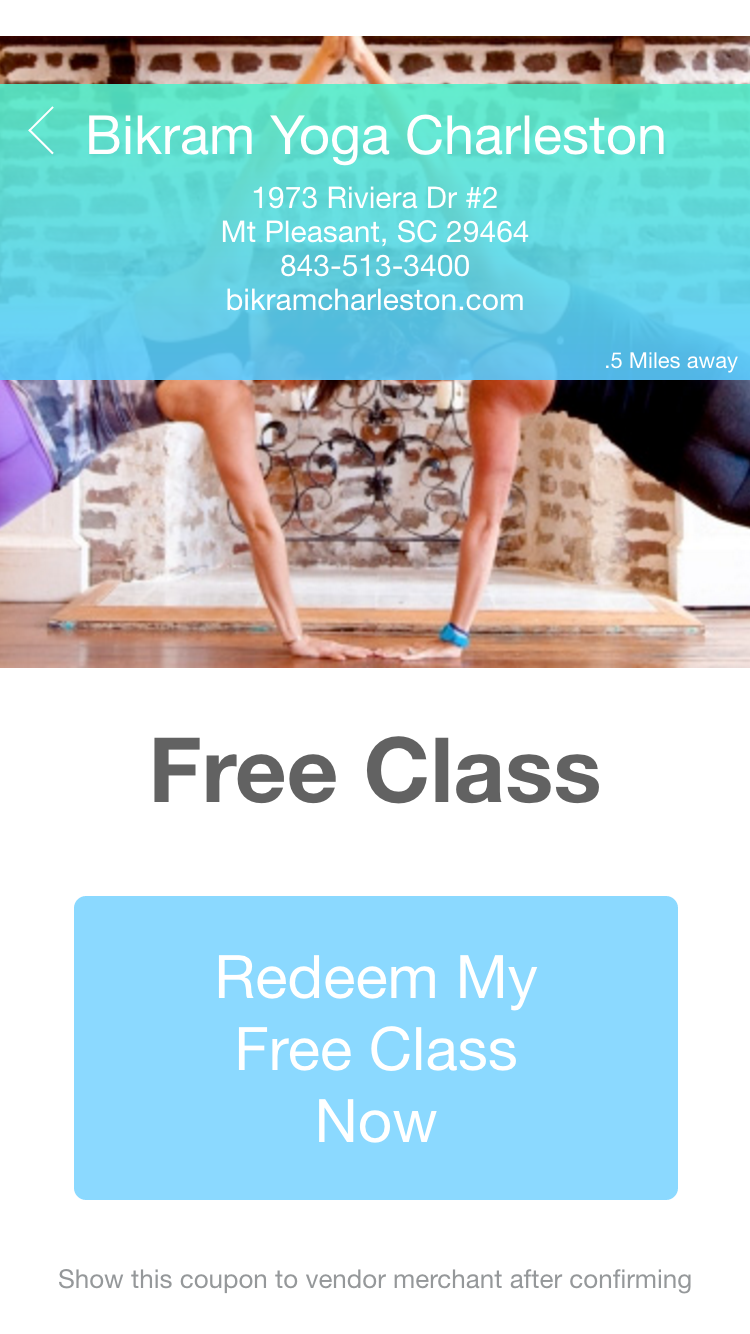 Bikram Yoga Charleston
1973 Riviera Dr #2
Mt Pleasant, SC 29464
843-513-3400
bikramcharleston.com
.5 Miles away
Free Class
Redeem My
Free Class
Now
Show this coupon to vendor merchant after confirming